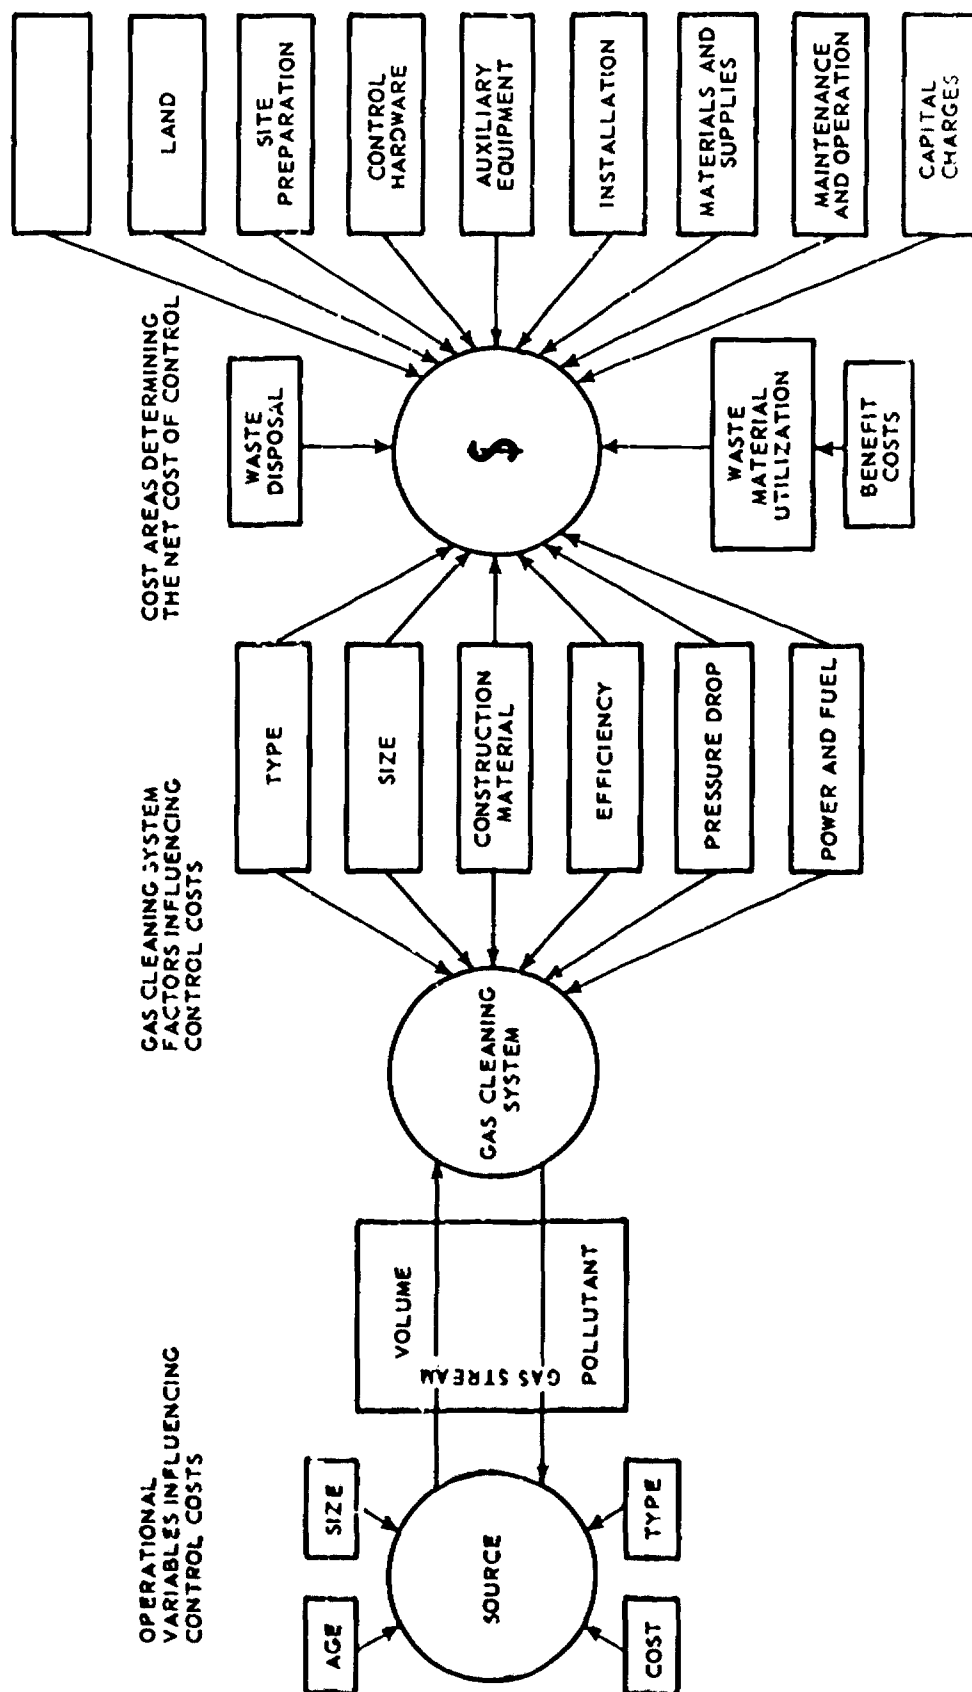 OPERATIONAL
VARIABLES INFLUENCING
CONTROL COSTS
GAS CLEANING SYSTEM
FACTORS INFLUENCING
CONTROL COSTS
COST AREAS DETERMINING
THE NET COST OF CONTROL
AGE
SIZE
SOURCE
COST
TYPE
VOLUME
GAS STREAM
POLLUTANT
GAS CLEANING
SYSTEM
TYPE
SIZE
CONSTRUCTION
MATERIAL
EFFICIENCY
PRESSURE DROP
POWER AND FUEL
WASTE
DISPOSAL
$
WASTE
MATERIAL
UTILIZATION
BENEFIT
COSTS
LAND
SITE
PREPARATION
CONTROL
HARDWARE
AUXILIARY
EQUIPMENT
INSTALLATION
MATERIALS AND
SUPPLIES
MAINTENANCE
AND OPERATION
CAPITAL
CHARGES